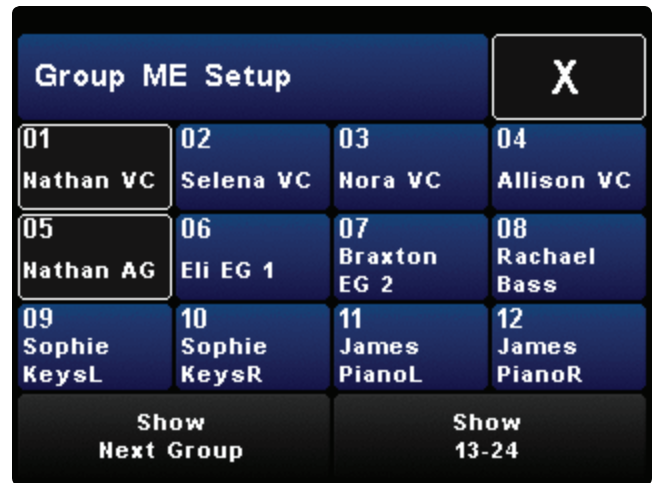 Group ME Setup
X
01
Nathan VC
02
Selena VC
03
Nora VC
04
Allison VC
05
Nathan AG
06
Eli EG 1
07
Braxton
EG 2
08
Rachael
Bass
09
Sophie
KeysL
10
Sophie
KeysR
11
James
PianoL
12
James
PianoR
Show
Next Group
Show
13-24